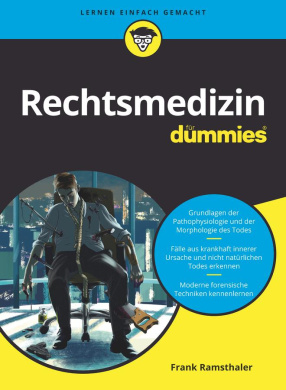 LERNEN EINFACH GEMACHT
Rechtsmedizin
für
dummies®
Grundlagen der
Pathophysiologie und der
Morphologie des Todes
Fälle aus krankhaft innerer
Ursache und nicht natürlichen
Todes erkennen
Moderne forensische
Techniken kennenlernen
Frank Ramsthaler